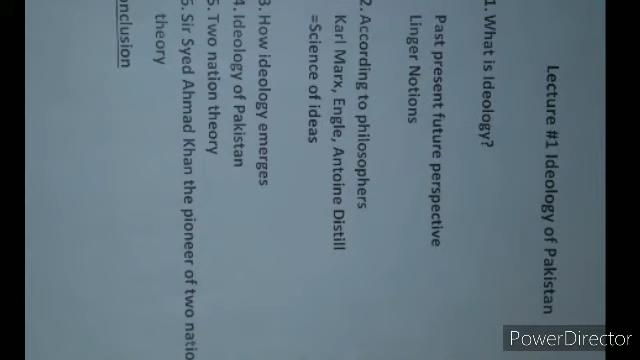 Lecture #1 Ideology of Pakistan
1. What is Ideology?
Past present future perspective
Linger Notions
2. According to philosophers
Karl Marx, Engle, Antoine Distill
=Science of ideas
3. How ideology emerges
4. Ideology of Pakistan
5. Two nation theory
6. Sir Syed Ahmad Khan the pioneer of two natio
theory
onclusion
PowerDirector